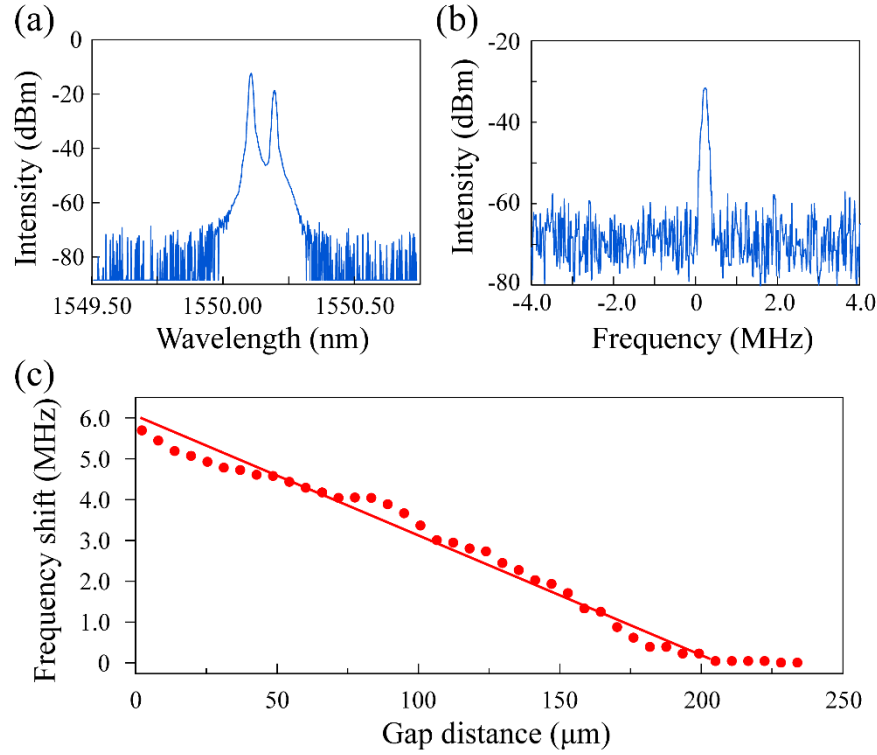 (a)
0
-20
-40
-60
-80
Intensity (dBm)
1549.50 1550.00 1550.50
Wavelength (nm)
(b)
-20
-40
-60
-80
Intensity (dBm)
-4.0 -2.0 0 2.0 4.0
Frequency (MHz)
(c)
6.0
5.0
4.0
3.0
2.0
1.0
0
Frequency shift (MHz)
0 50 100 150 200 250
Gap distance (μm)